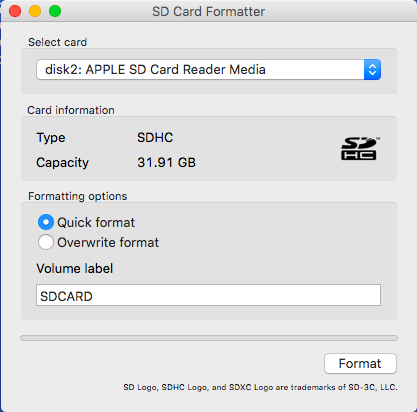 SD Card Formatter
Select card
disk2: APPLE SD Card Reader Media
Card information
Type SDHC
Capacity 31.91 GB
SD HC
Formatting options
Quick format
Overwrite format
Volume label
SDCARD
Format
SD Logo, SDHC Logo, and SDXC Logo are trademarks of SD-3C, LLC.